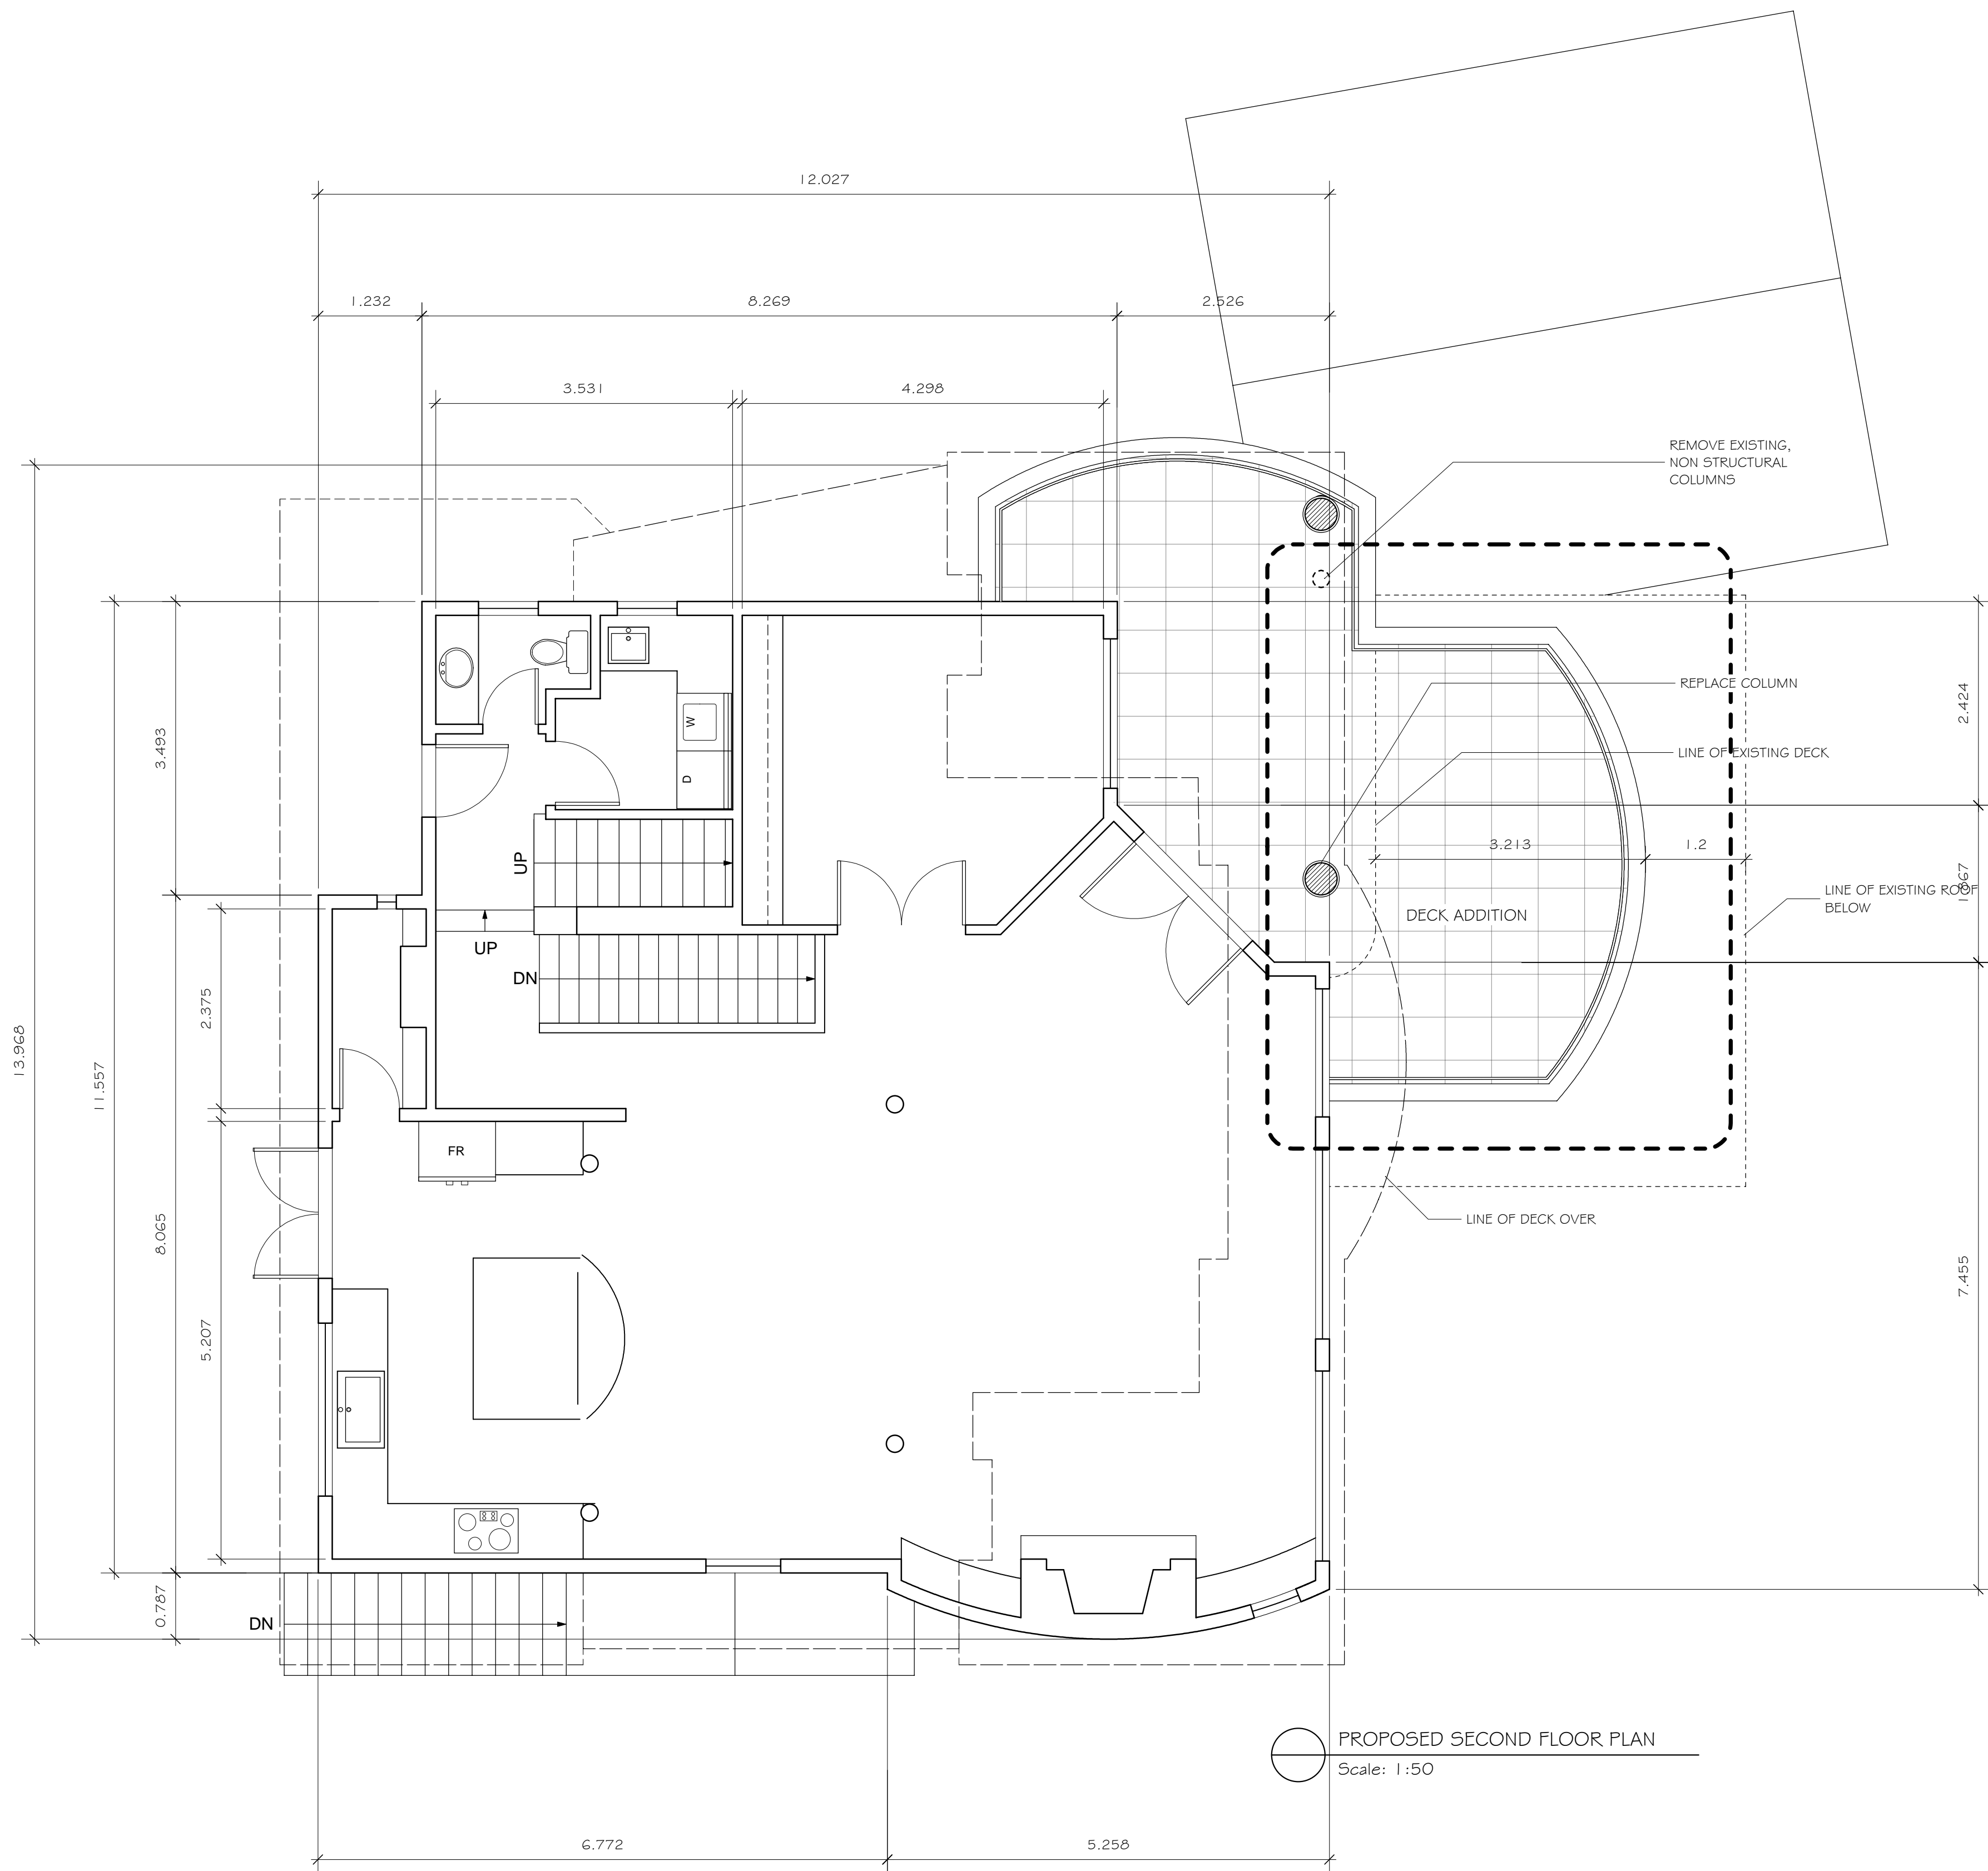 12.027
1.232
8.269
2.526
3.531
4.298
REMOVE EXISTING,
NON STRUCTURAL
COLUMNS
REPLACE COLUMN
LINE OF EXISTING DECK
2.424
3.493
W
D
UP
3.213
1.2
1.867
LINE OF EXISTING ROOF
BELOW
DECK ADDITION
UP
DN
2.375
13.968
11.557
FR
8.065
LINE OF DECK OVER
7.455
5.207
0.787
DN
PROPOSED SECOND FLOOR PLAN
Scale: 1:50
6.772
5.258